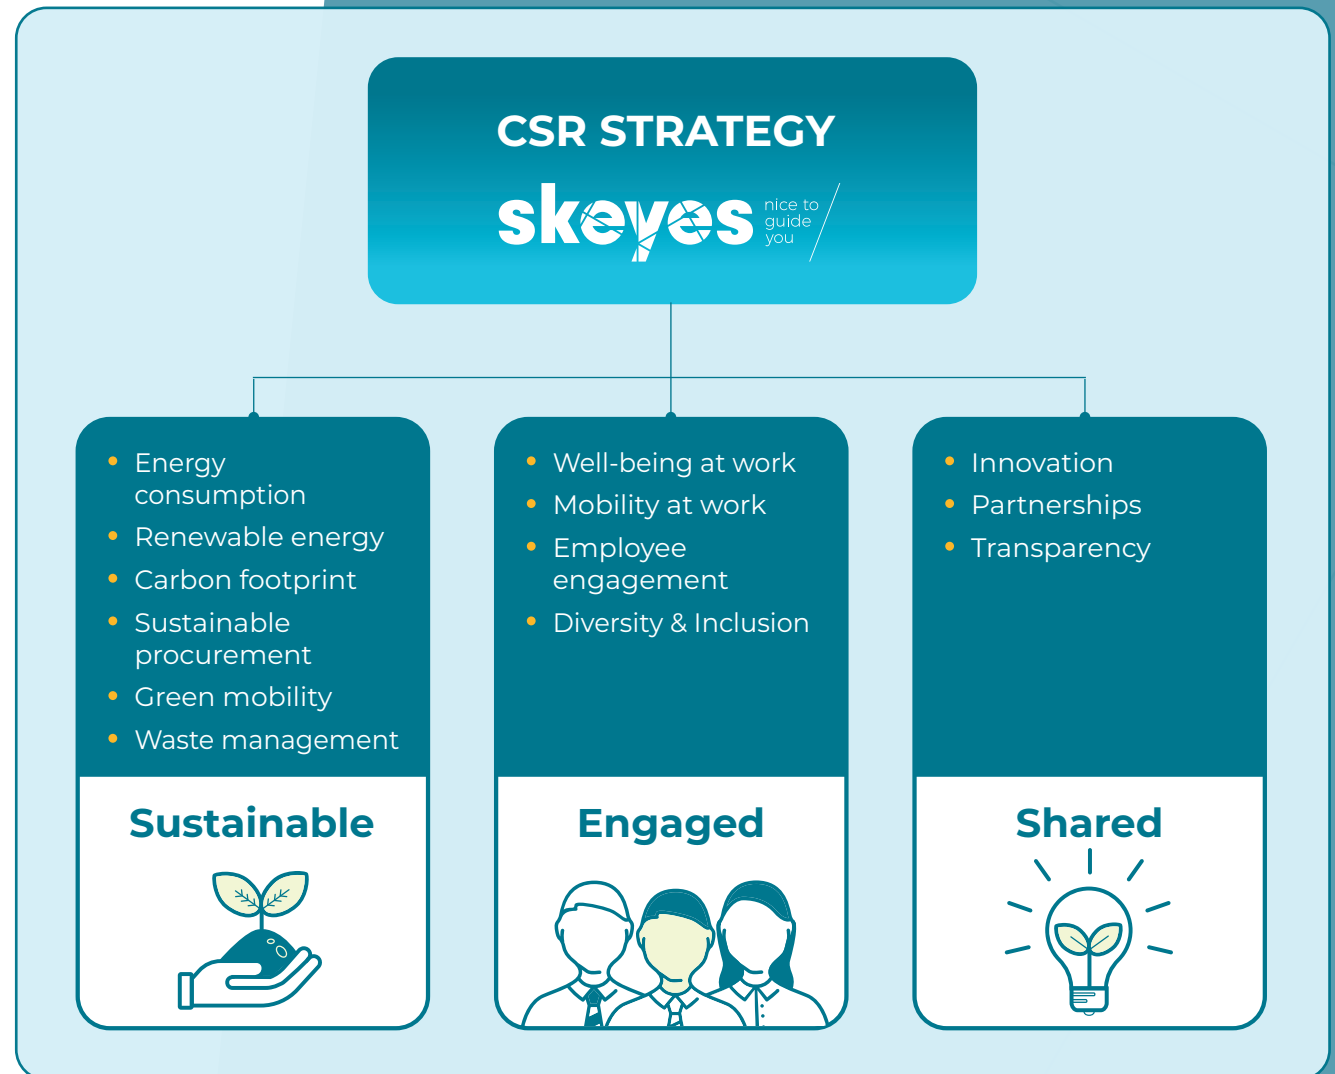 CSR STRATEGY
skeyes
nice to
guide
you
• Energy
consumption
• Renewable energy
• Carbon footprint
• Sustainable
procurement
• Green mobility
• Waste management
Sustainable
• Well-being at work
• Mobility at work
• Employee
engagement
• Diversity & Inclusion
Engaged
• Innovation
• Partnerships
• Transparency
Shared